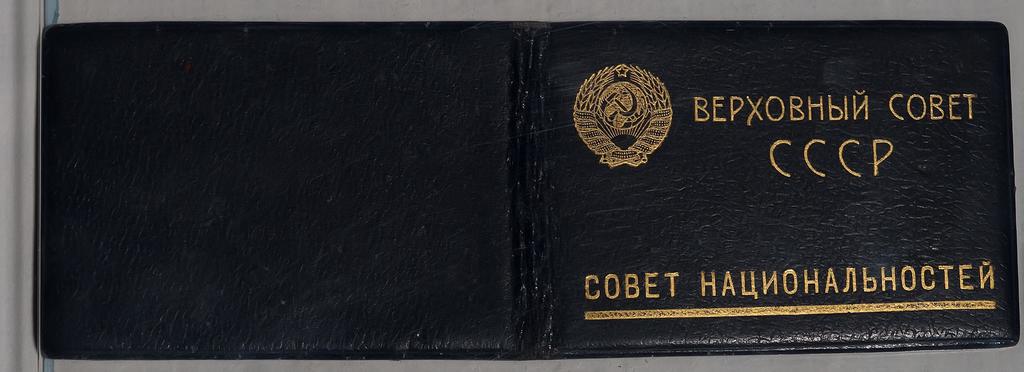 ВЕРХОВНЫЙ СОВЕТ
СССР
СОВЕТ НАЦИОНАЛЬНОСТЕЙ